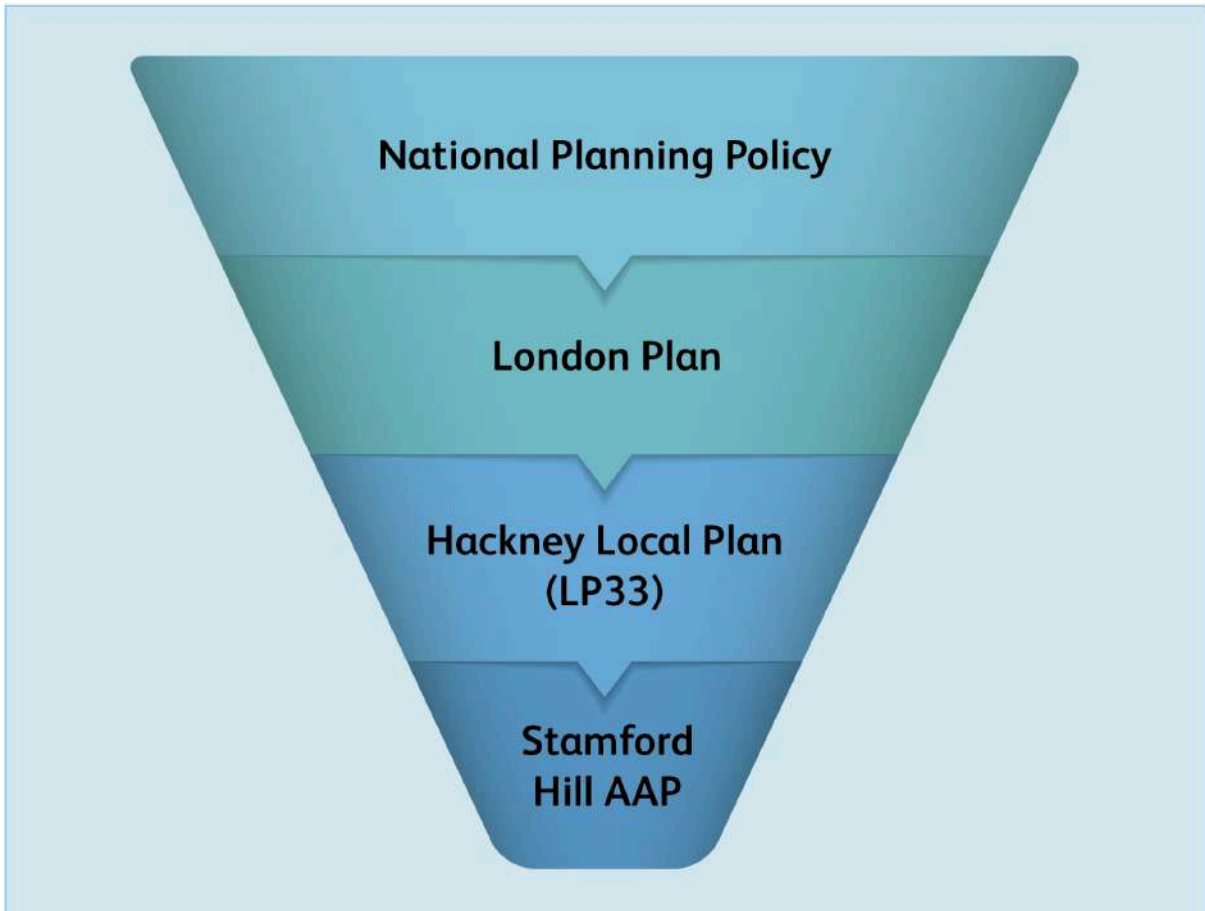 National Planning Policy
London Plan
Hackney Local Plan
(LP33)
Stamford
Hill AAP